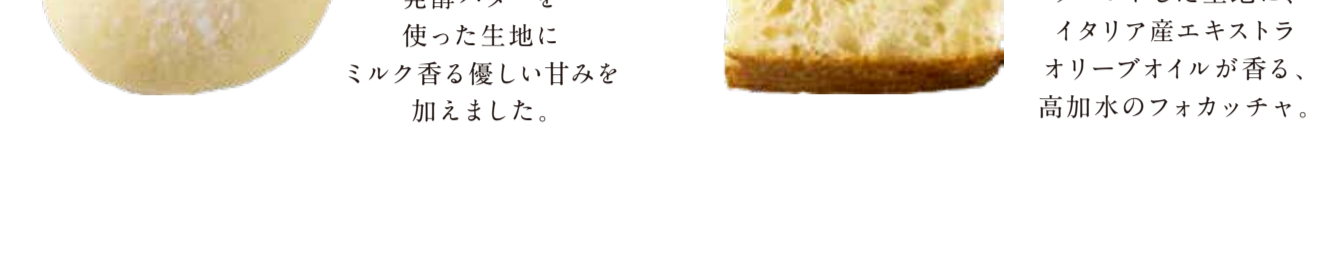 使った生地に
ミルク香る優しい甘みを
加えました。
イタリア産エキストラ
オリーブオイルが香る、
高加水のフォカッチャ。